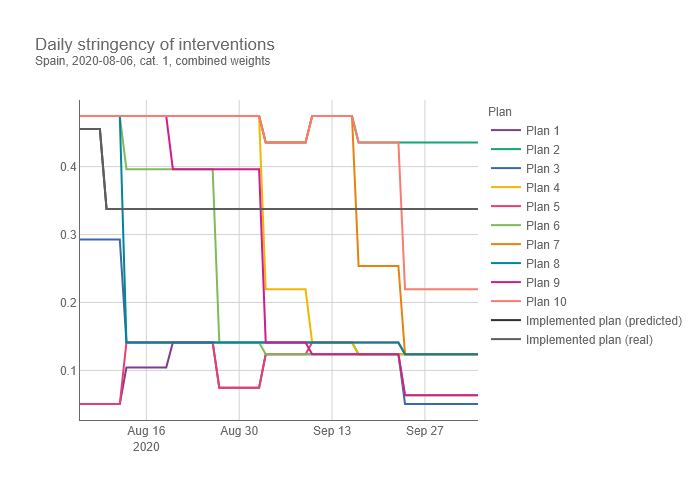 Daily stringency of interventions
Spain, 2020-08-06, cat. 1, combined weights
Plan
Plan 1
Plan 2
Plan 3
Plan 4
Plan 5
Plan 6
Plan 7
Plan 8
Plan 9
Plan 10
Implemented plan (predicted)
Implemented plan (real)
0.4
0.3
0.2
0.1
Aug 16 Aug 30 Sep 13 Sep 27
2020